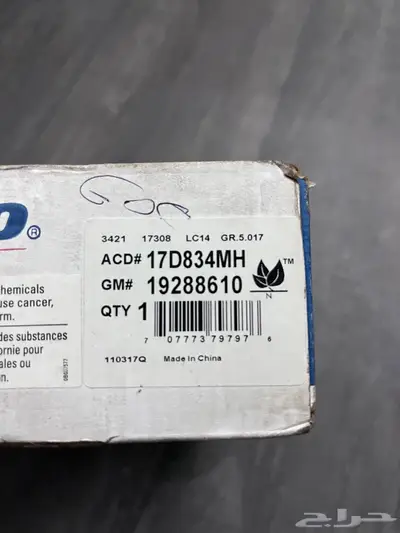 3421 17308 LC14 GR.5.017
ACD# 17D834MH
GM# 19288610
TM
N
QTY 1
7 07773 79797 6
110317Q Made in China
®
chemicals
use cancer,
rm.
des substances
ornie pour
ales ou
n.
حراج